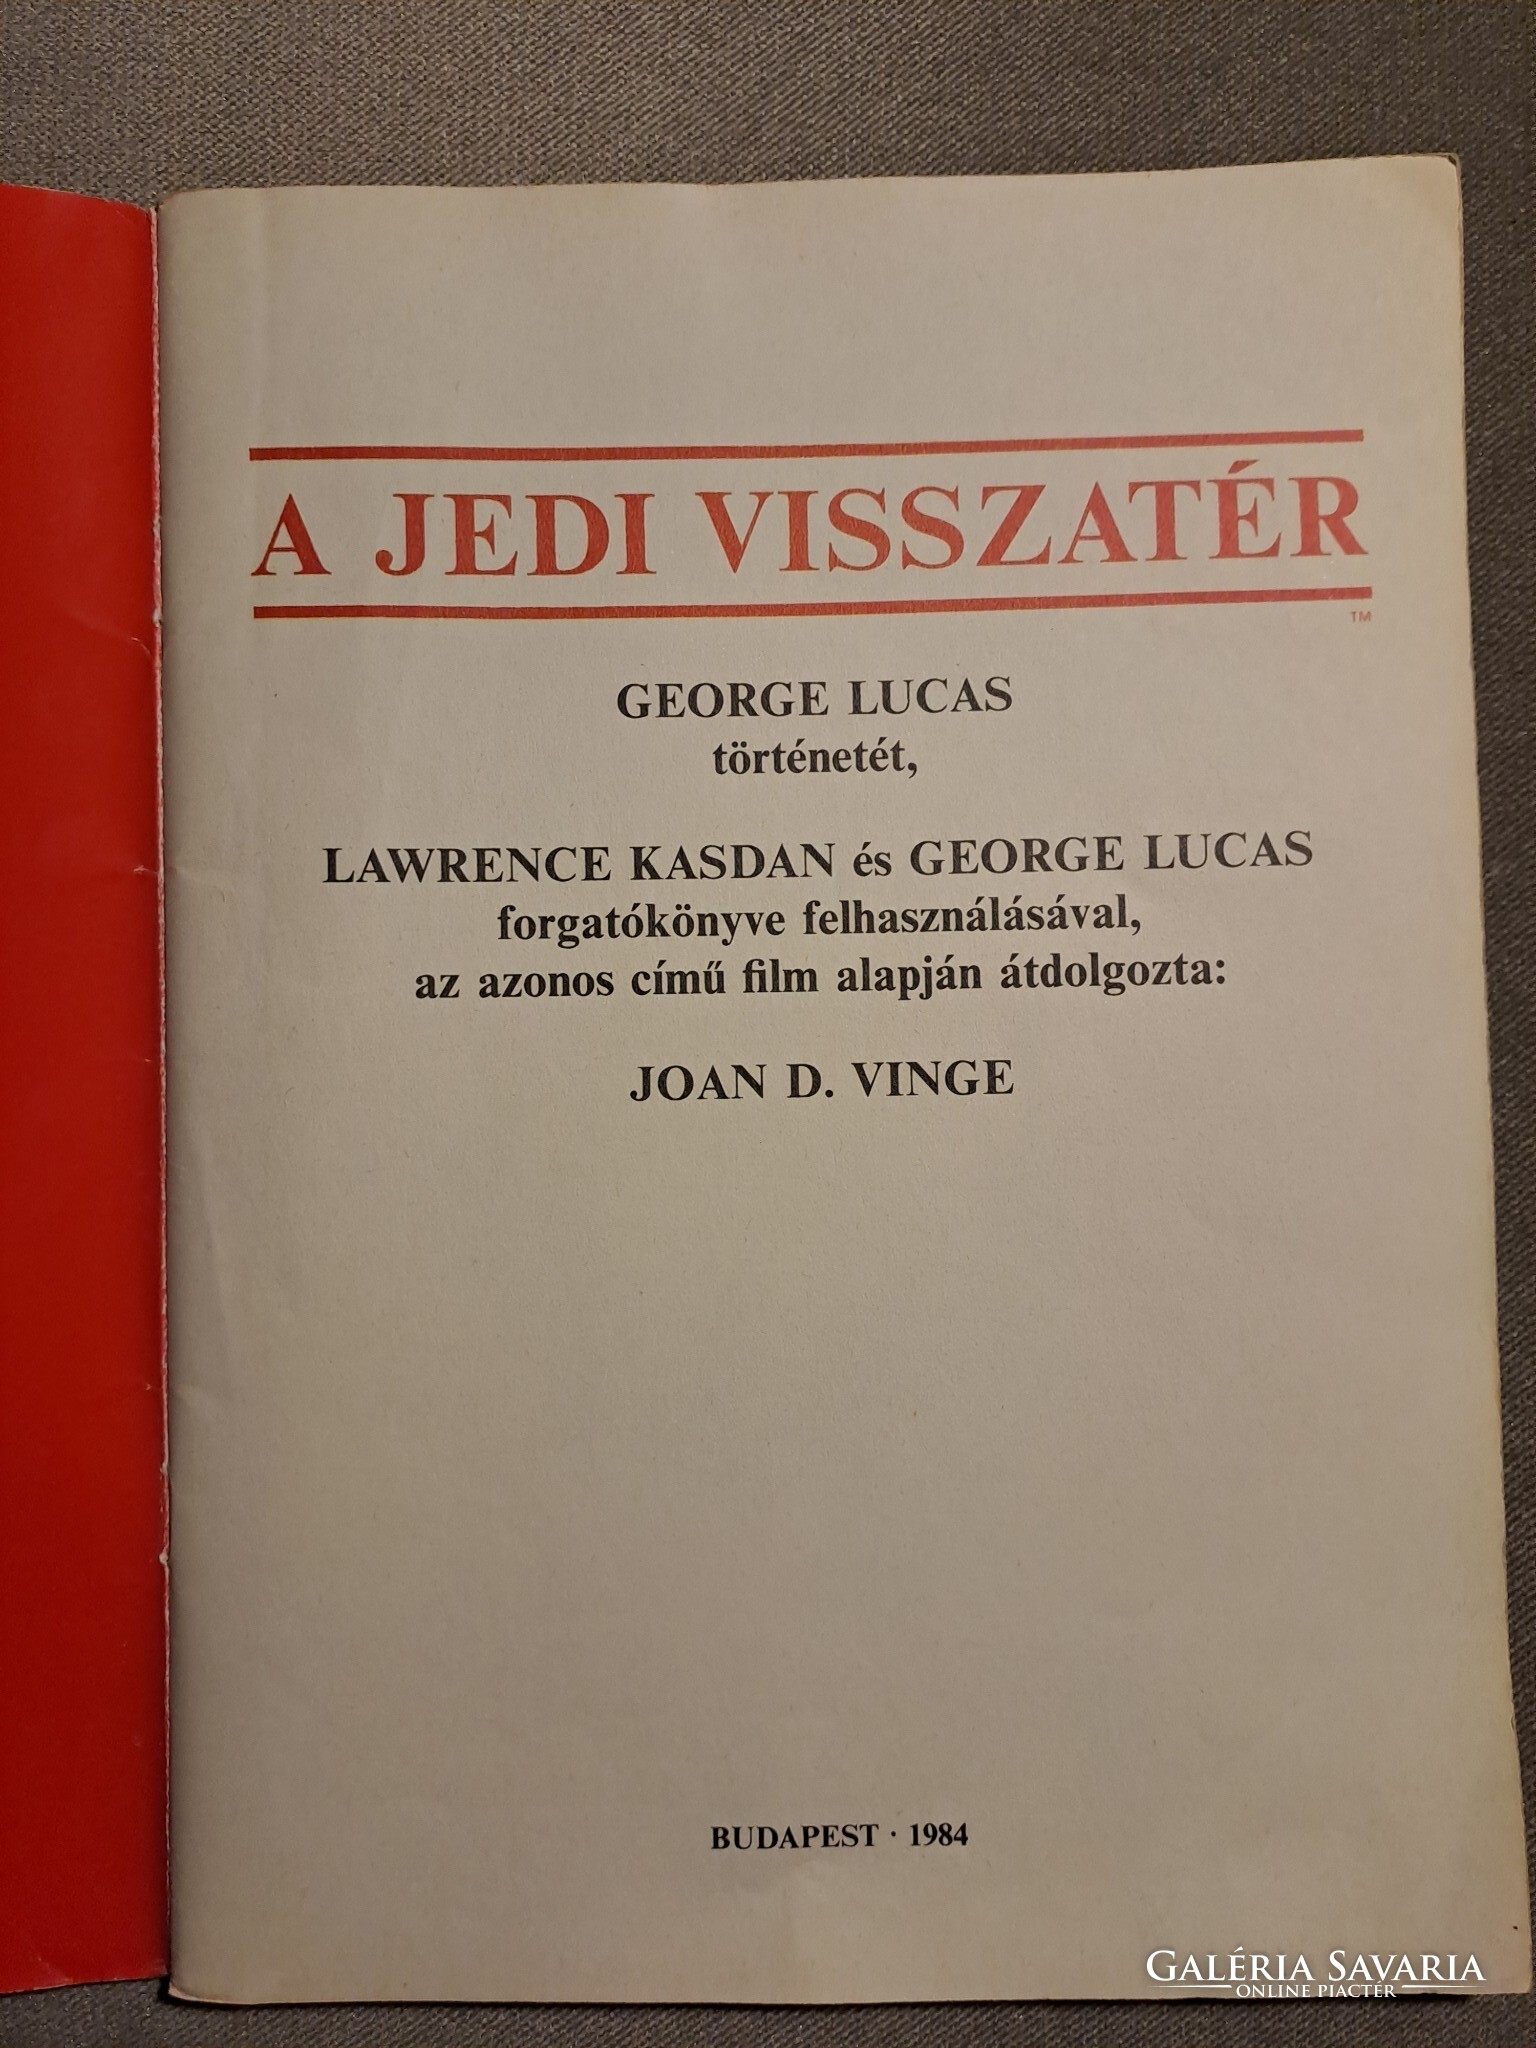 A JEDI VISSZATÉR
TM
GEORGE LUCAS
történetét,
LAWRENCE KASDAN és GEORGE LUCAS
forgatókönyve felhasználásával,
az azonos című film alapján átdolgozta:
JOAN D. VINGE
BUDAPEST · 1984
GALÉRIA SAVARIA
ONLINE PIACTÉR